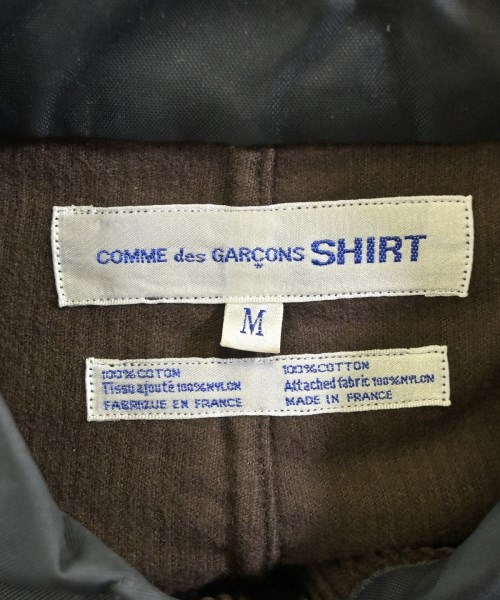 COMME des GARÇONS SHIRT
M
100%COTON
Tissu ajouté 100%NYLON
FABRIQUE EN FRANCE
100%COTTON
Attached fabric 100%NYLON
MADE IN FRANCE